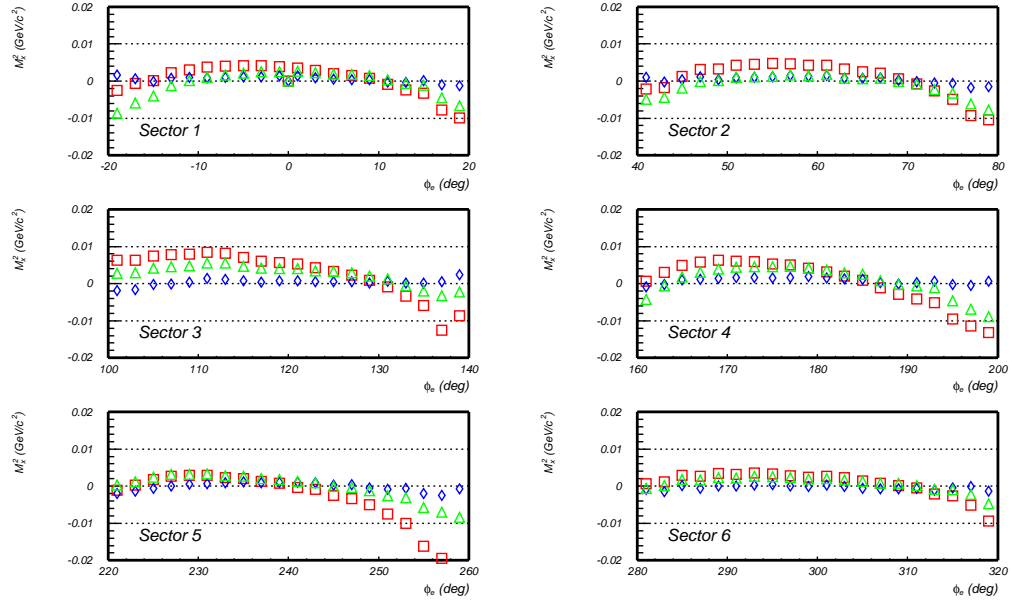 M²ₓ (GeV/c²)
0.02
0.01
0
-0.01
-0.02
Sector 1
-20 -10 0 10 20
ϕₑ (deg)
M²ₓ (GeV/c²)
0.02
0.01
0
-0.01
-0.02
Sector 2
40 50 60 70 80
ϕₑ (deg)
M²ₓ (GeV/c²)
0.02
0.01
0
-0.01
-0.02
Sector 3
100 110 120 130 140
ϕₑ (deg)
M²ₓ (GeV/c²)
0.02
0.01
0
-0.01
-0.02
Sector 4
160 170 180 190 200
ϕₑ (deg)
M²ₓ (GeV/c²)
0.02
0.01
0
-0.01
-0.02
Sector 5
220 230 240 250 260
ϕₑ (deg)
M²ₓ (GeV/c²)
0.02
0.01
0
-0.01
-0.02
Sector 6
280 290 300 310 320
ϕₑ (deg)